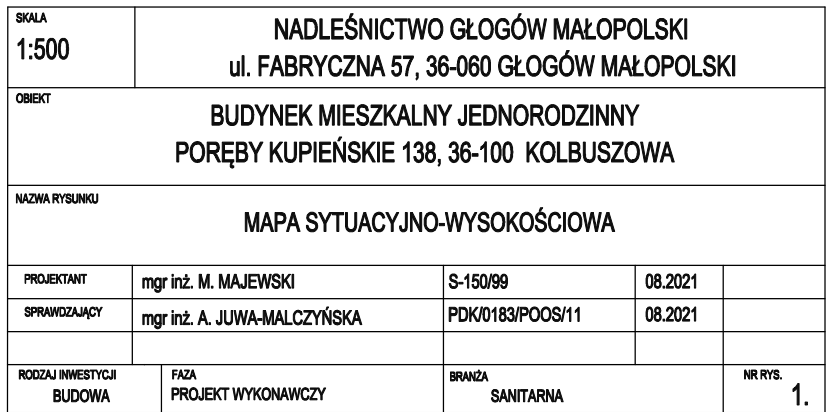 SKALA
1:500
NADLEŚNICTWO GŁOGÓW MAŁOPOLSKI
ul. FABRYCZNA 57, 36-060 GŁOGÓW MAŁOPOLSKI
OBIEKT
BUDYNEK MIESZKALNY JEDNORODZINNY
PORĘBY KUPIEŃSKIE 138, 36-100 KOLBUSZOWA
NAZWA RYSUNKU
MAPA SYTUACYJNO-WYSOKOŚCIOWA
PROJEKTANT mgr inż. M. MAJEWSKI S-150/99 08.2021
SPRAWDZAJĄCY mgr inż. A. JUWA-MALCZYŃSKA PDK/0183/POOS/11 08.2021
RODZAJ INWESTYCJI FAZA BRANŻA NR RYS.
BUDOWA PROJEKT WYKONAWCZY SANITARNA 1.